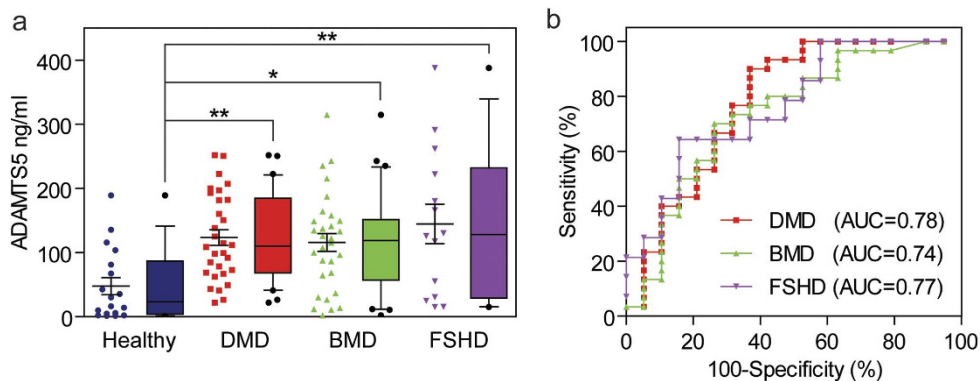 a
ADAMTS5 ng/ml
400
300
200
100
0
**
*
**
Healthy DMD BMD FSHD
b
Sensitivity (%)
100
80
60
40
20
0
DMD (AUC=0.78)
BMD (AUC=0.74)
FSHD (AUC=0.77)
0 20 40 60 80 100
100-Specificity (%)